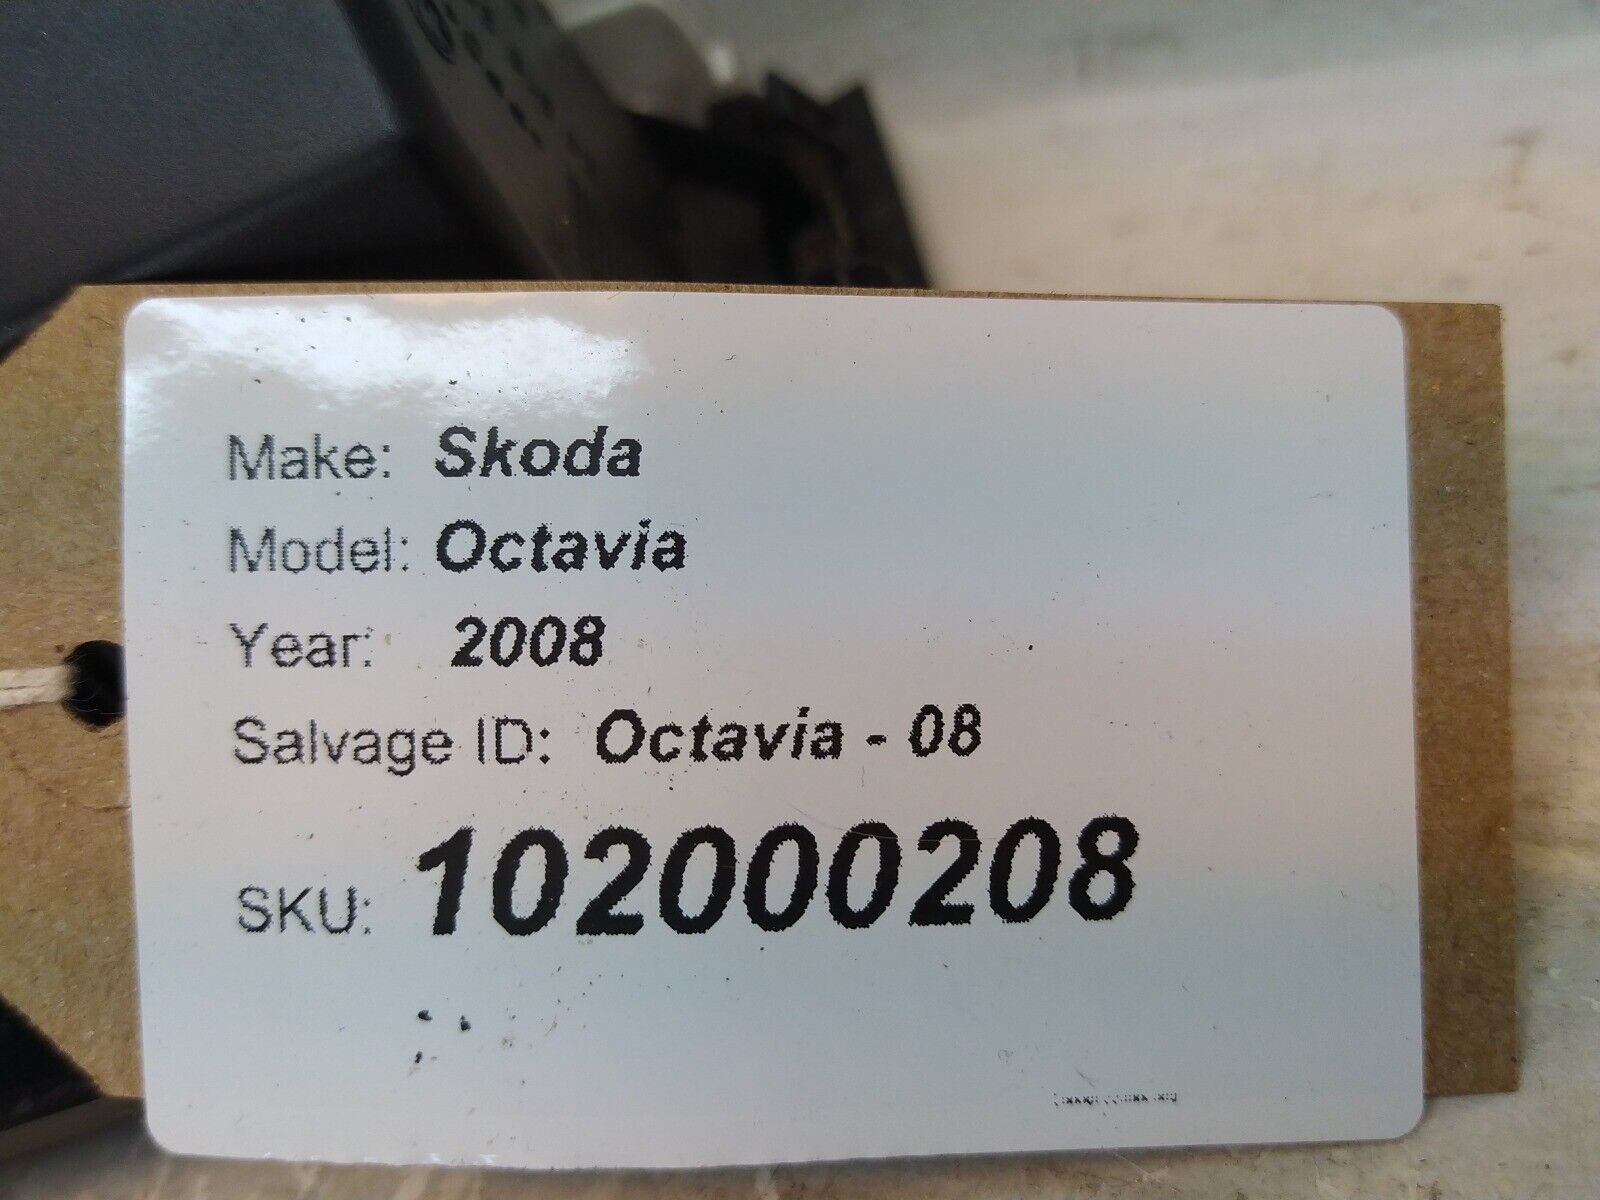 Make: Skoda
Model: Octavia
Year: 2008
Salvage ID: Octavia - 08
SKU: 102000208